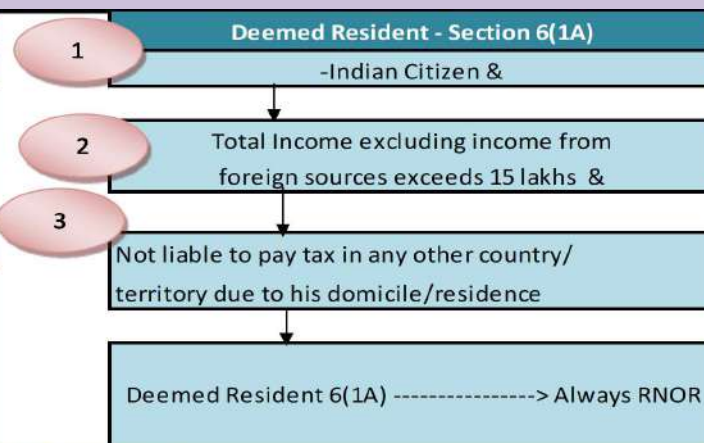 1
Deemed Resident - Section 6(1A)
-Indian Citizen &
2
Total Income excluding income from
foreign sources exceeds 15 lakhs &
3
Not liable to pay tax in any other country/
territory due to his domicile/residence
Deemed Resident 6(1A) ----------------> Always RNOR